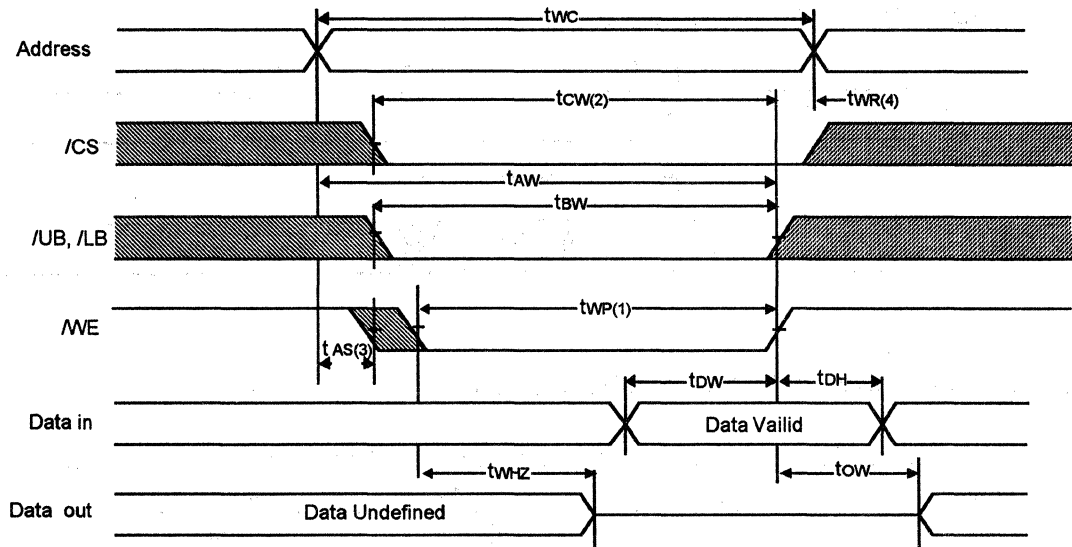 tWC
Address
tCW(2)
tWR(4)
/CS
tAW
tBW
/UB, /LB
tWP(1)
/WE
tAS(3)
tDW
tDH
Data in
Data Vailid
tWHZ
tOW
Data out
Data Undefined